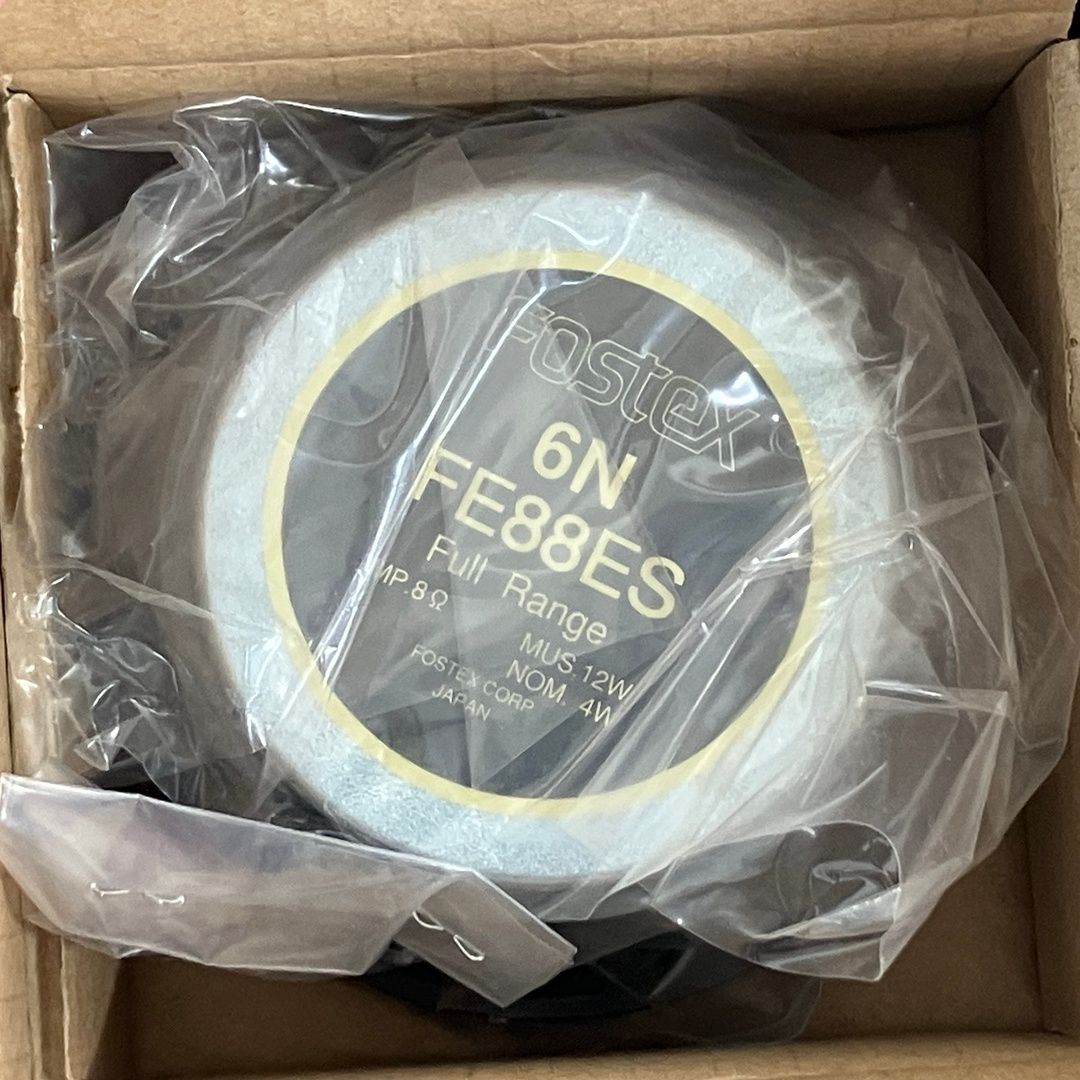 Fostex
6N
FE88ES
Full Range
MP. 8Ω
MUS. 12W
NOM. 4W
FOSTEX CORP
JAPAN